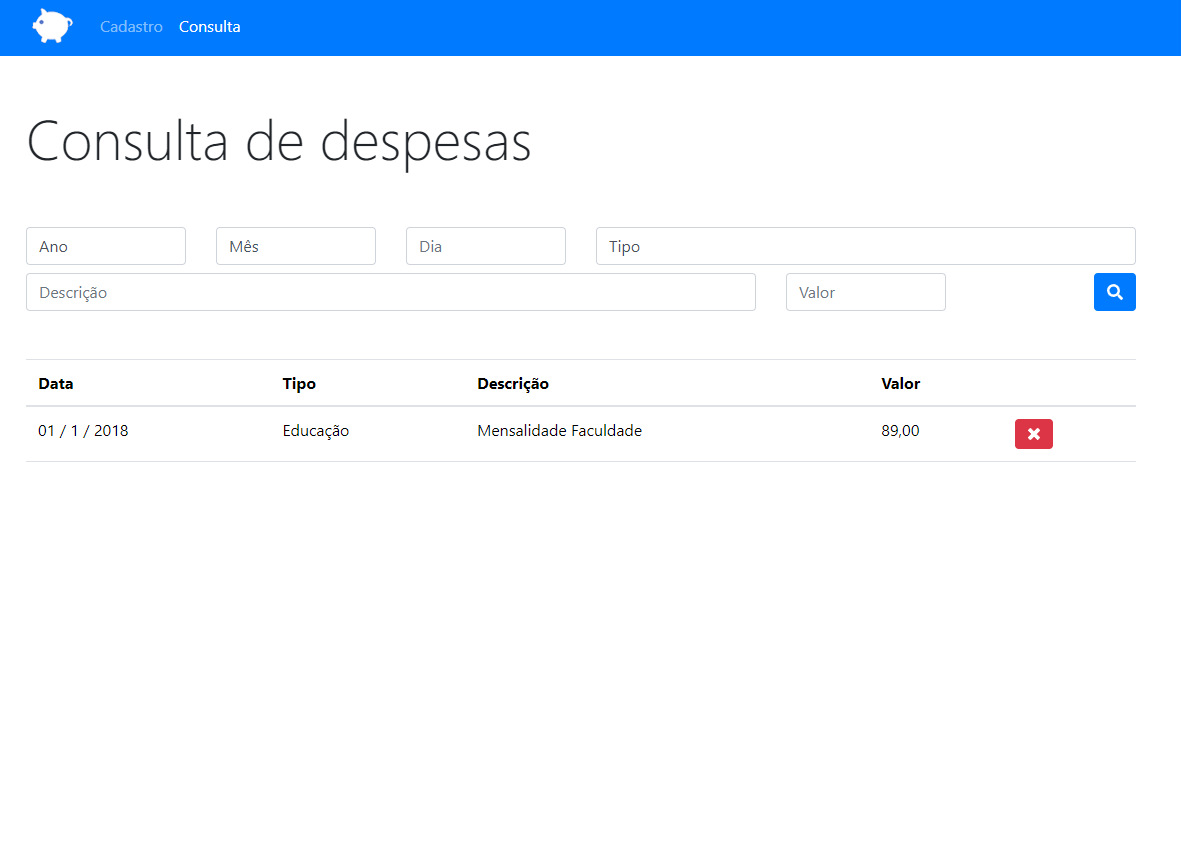 Cadastro Consulta
Consulta de despesas
Ano Mês Dia Tipo
Descrição Valor
Data Tipo Descrição Valor
01 / 1 / 2018 Educação Mensalidade Faculdade 89,00